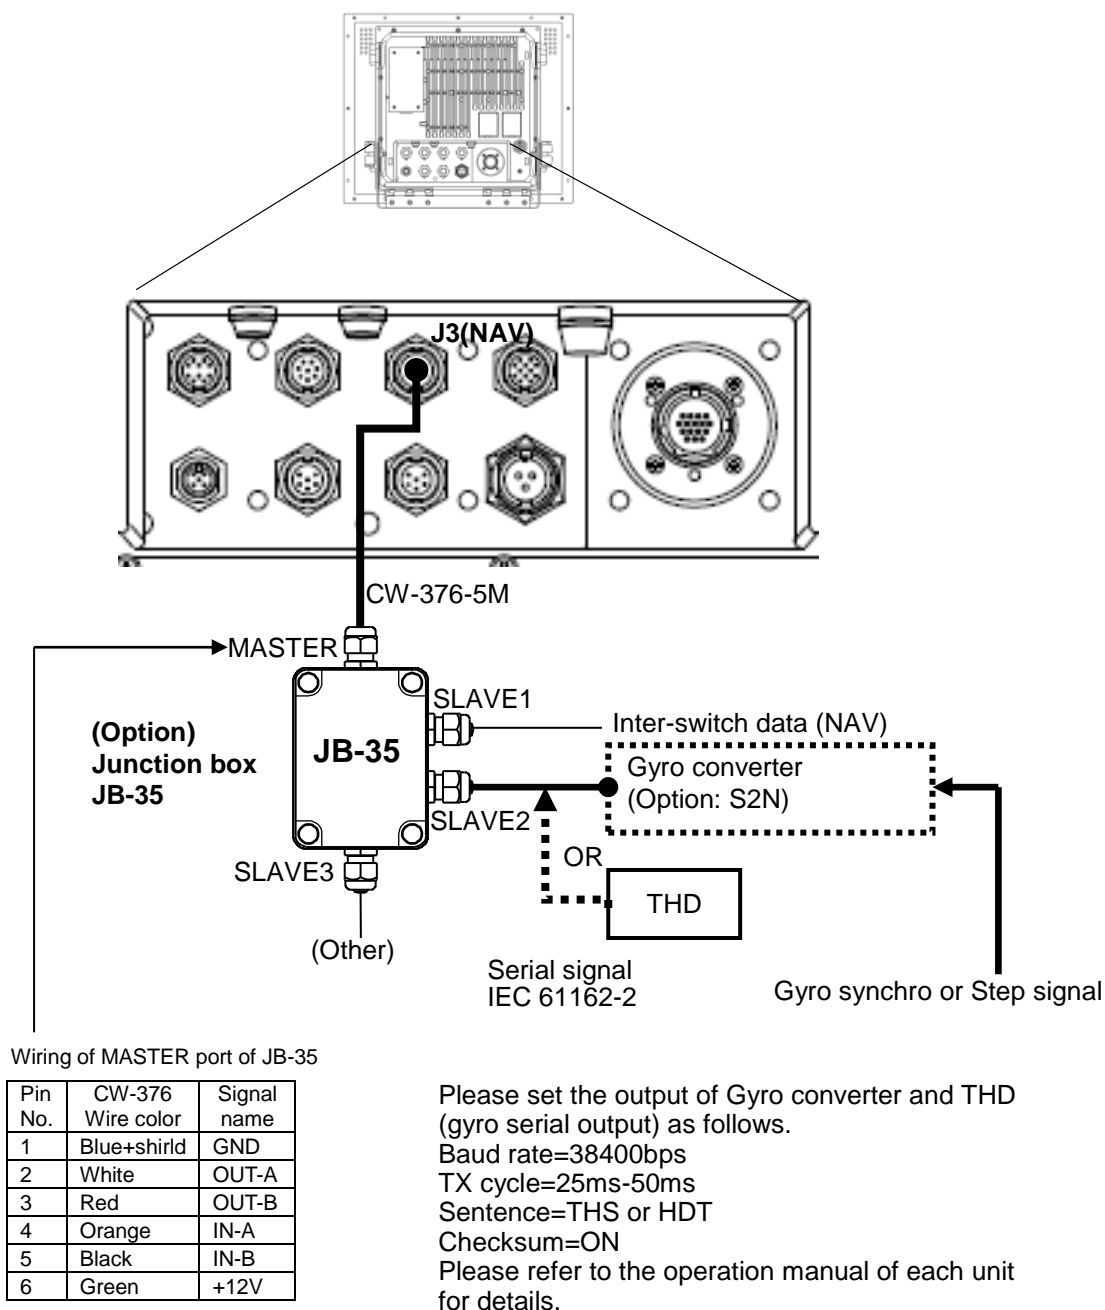 J3(NAV)
CW-376-5M
MASTER
SLAVE1
(Option)
Junction box
JB-35
JB-35
Inter-switch data (NAV)
Gyro converter
(Option: S2N)
SLAVE2
OR
SLAVE3
THD
(Other)
Serial signal
IEC 61162-2
Gyro synchro or Step signal
Wiring of MASTER port of JB-35
Pin No. CW-376 Wire color Signal name
1 Blue+shirld GND
2 White OUT-A
3 Red OUT-B
4 Orange IN-A
5 Black IN-B
6 Green +12V
Please set the output of Gyro converter and THD
(gyro serial output) as follows.
Baud rate=38400bps
TX cycle=25ms-50ms
Sentence=THS or HDT
Checksum=ON
Please refer to the operation manual of each unit
for details.